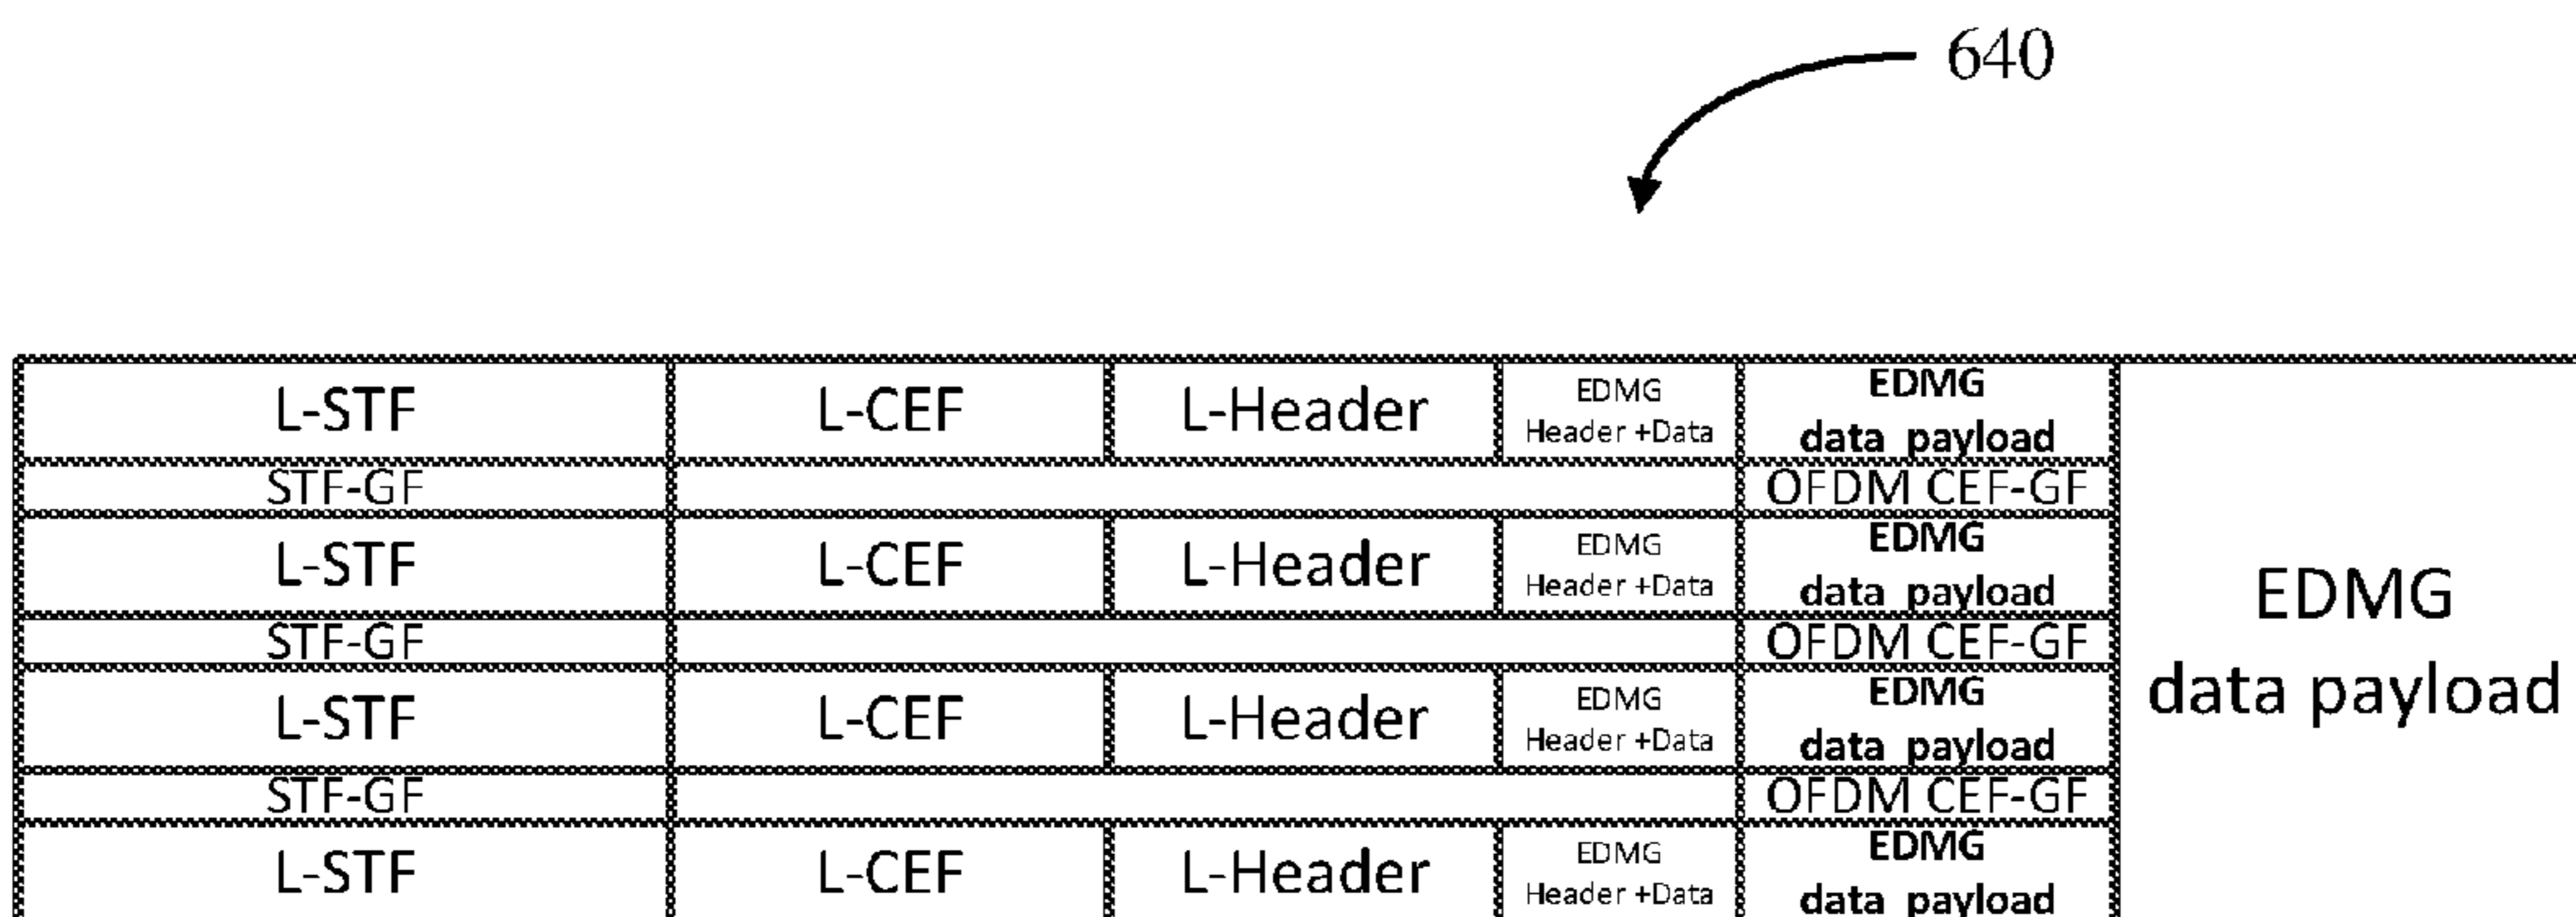 640
L-STF L-CEF L-Header EDMG Header +Data EDMG data payload
STF-GF OFDM CEF-GF
L-STF L-CEF L-Header EDMG Header +Data EDMG data payload
STF-GF OFDM CEF-GF
L-STF L-CEF L-Header EDMG Header +Data EDMG data payload
STF-GF OFDM CEF-GF
L-STF L-CEF L-Header EDMG Header +Data EDMG data payload
EDMG
data payload